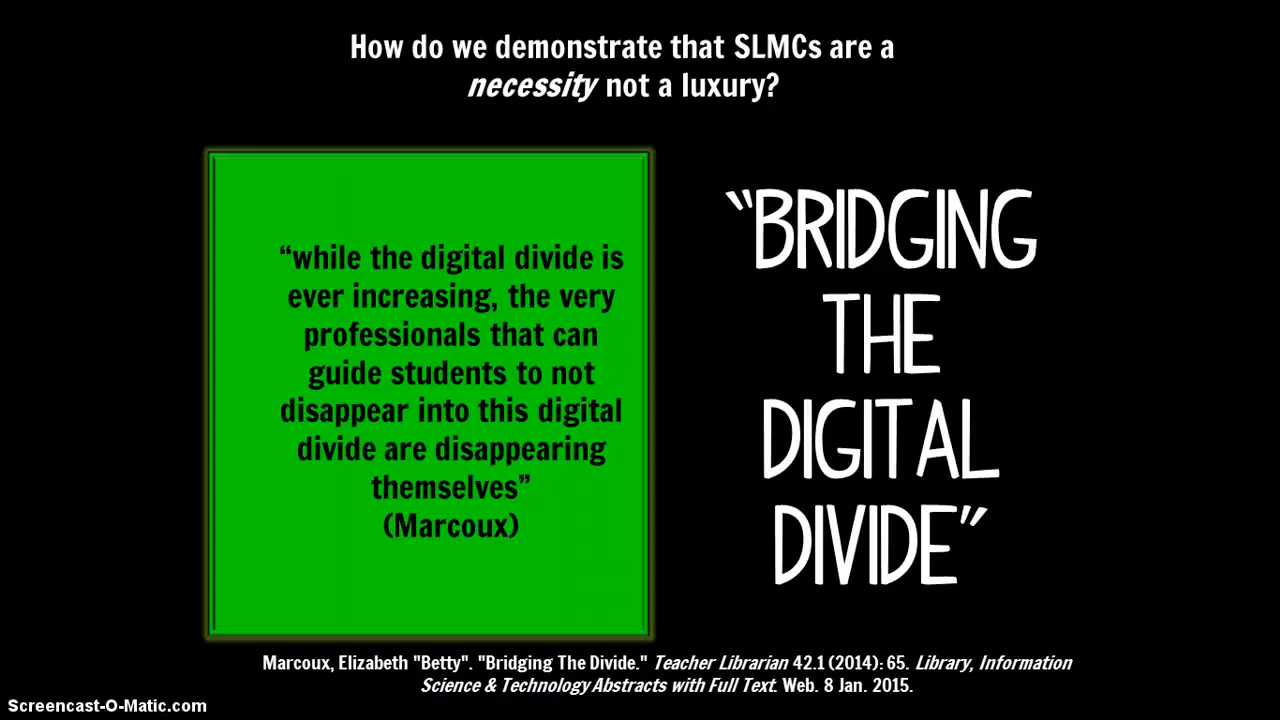 How do we demonstrate that SLMCs are a
necessity not a luxury?
“while the digital divide is
ever increasing, the very
professionals that can
guide students to not
disappear into this digital
divide are disappearing
themselves”
(Marcoux)
“BRIDGING
THE
DIGITAL
DIVIDE”
Marcoux, Elizabeth "Betty". "Bridging The Divide." Teacher Librarian 42.1 (2014): 65. Library, Information
Science & Technology Abstracts with Full Text. Web. 8 Jan. 2015.
Screencast-O-Matic.com